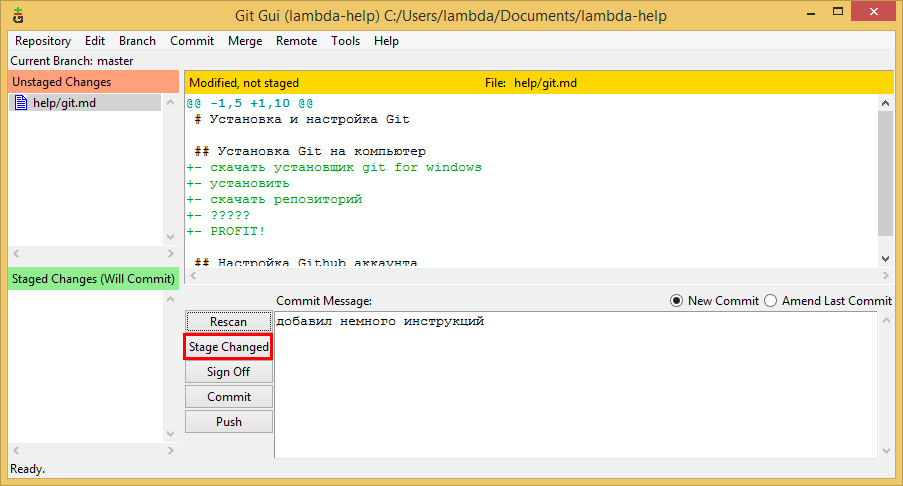 Git Gui (lambda-help) C:/Users/lambda/Documents/lambda-help
Repository Edit Branch Commit Merge Remote Tools Help
Current Branch: master
Unstaged Changes
help/git.md
Modified, not staged File: help/git.md
@@ -1,5 +1,10 @@
# Установка и настройка Git
## Установка Git на компьютер
+- скачать установщик git for windows
+- установить
+- скачать репозиторий
+- ?????
+- PROFIT!
## Настройка Github аккаунта
Staged Changes (Will Commit)
Commit Message: New Commit Amend Last Commit
добавил немного инструкций
Rescan
Stage Changed
Sign Off
Commit
Push
Ready.